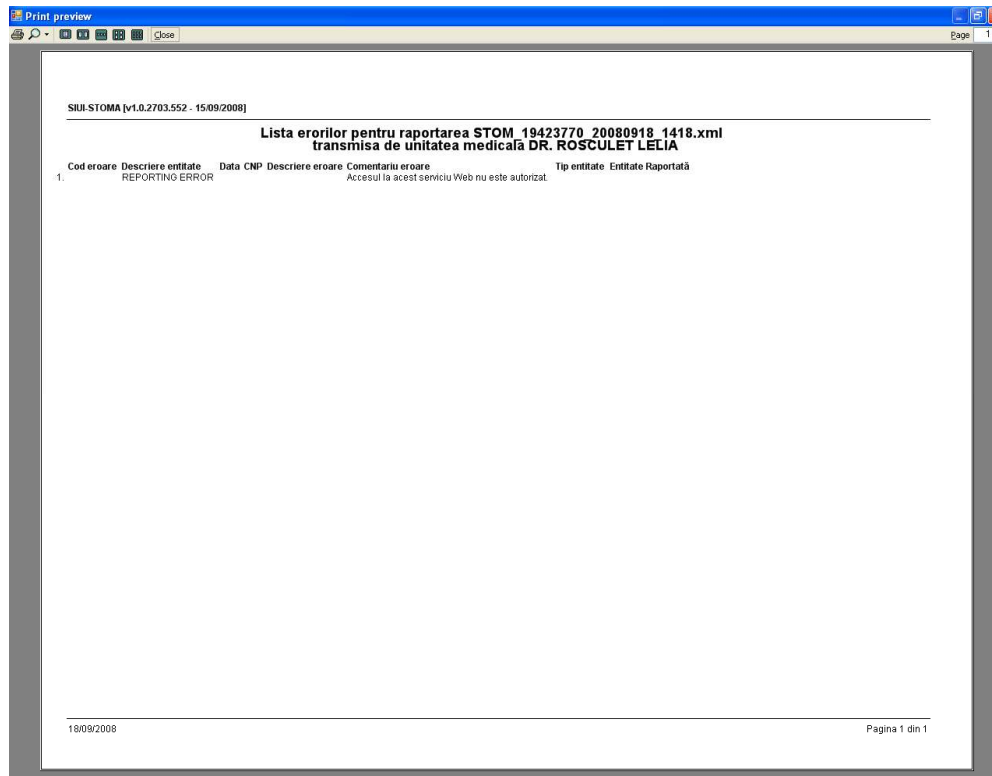 Print preview
Close
Page 1
SIUI-STOMA [v1.0.2703.552 - 15/09/2008]
Lista erorilor pentru raportarea STOM_19423770_20080918_1418.xml
transmisa de unitatea medicala DR. ROSCULET LELIA
Cod eroare Descriere entitate Data CNP Descriere eroare Comentariu eroare Tip entitate Entitate Raportată
1. REPORTING ERROR Accesul la acest serviciu Web nu este autorizat.
18/09/2008 Pagina 1 din 1